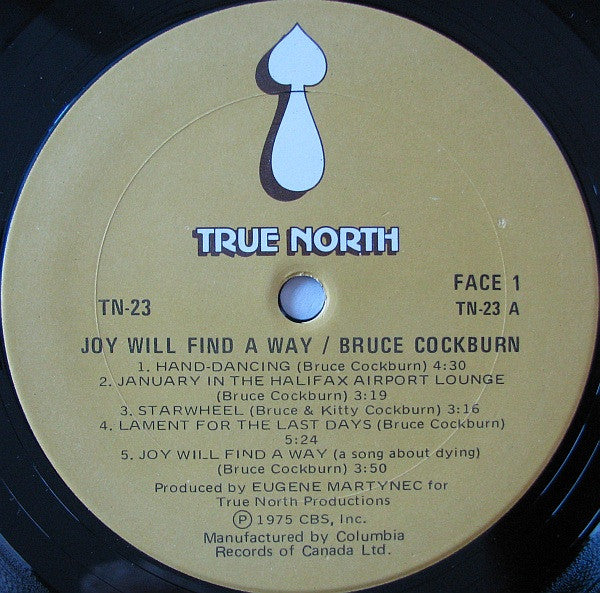 TRUE NORTH
FACE 1
TN-23
TN-23 A
JOY WILL FIND A WAY / BRUCE COCKBURN
1. HAND-DANCING (Bruce Cockburn) 4:30
2. JANUARY IN THE HALIFAX AIRPORT LOUNGE
(Bruce Cockburn) 3:19
3. STARWHEEL (Bruce & Kitty Cockburn) 3:16
4. LAMENT FOR THE LAST DAYS (Bruce Cockburn)
5:24
5. JOY WILL FIND A WAY (a song about dying)
(Bruce Cockburn) 3:50
Produced by EUGENE MARTYNEC for
True North Productions
Ⓟ 1975 CBS, Inc.
Manufactured by Columbia
Records of Canada Ltd.